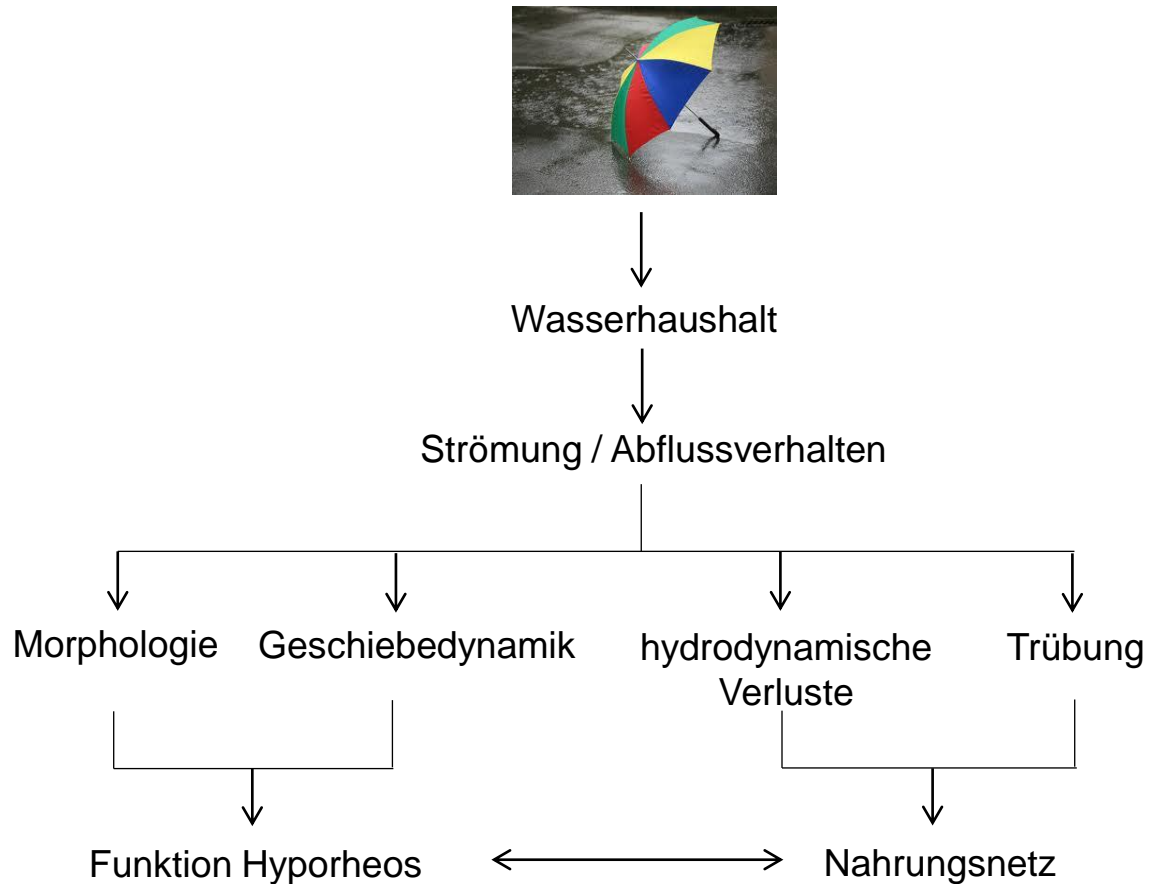 Wasserhaushalt
Strömung / Abflussverhalten
Morphologie
Geschiebedynamik
hydrodynamische
Verluste
Trübung
Funktion Hyporheos
Nahrungsnetz